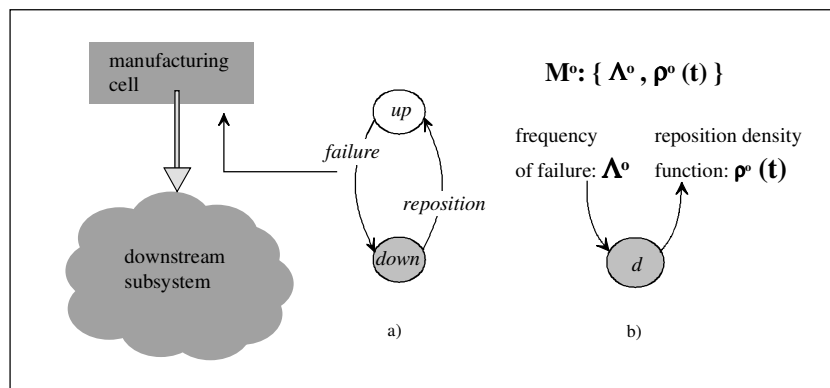 manufacturing
cell
downstream
subsystem
up
failure
reposition
down
a)
Mº: { Λº , ρº (t) }
frequency
of failure: Λº
reposition density
function: ρº (t)
d
b)